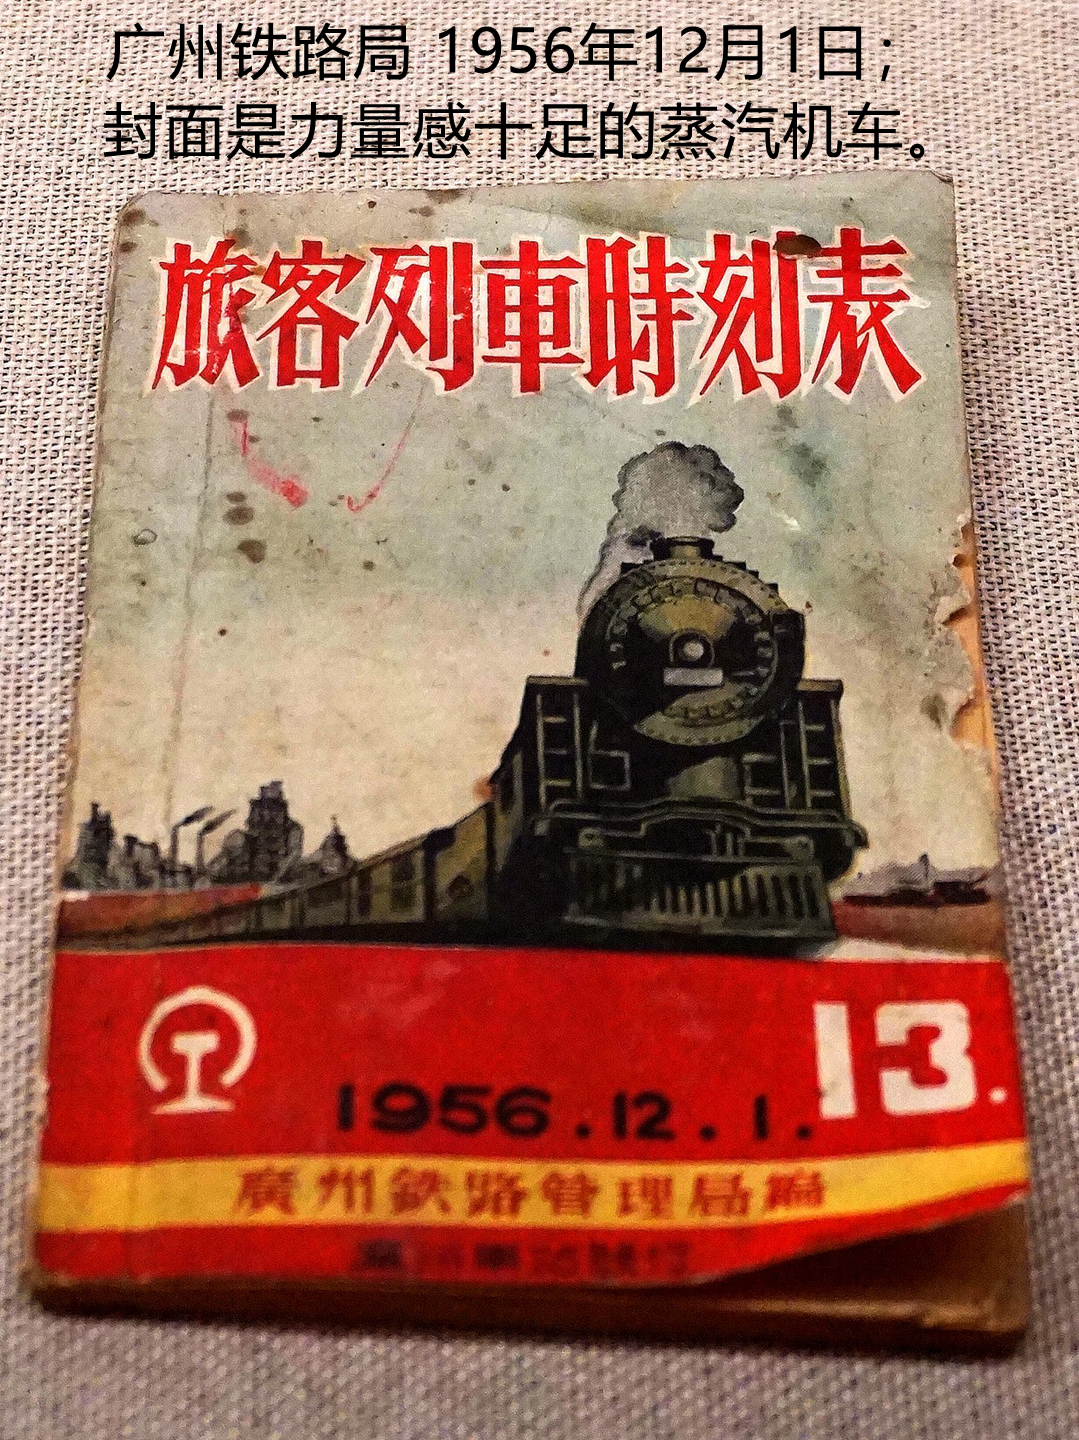 广州铁路局 1956年12月1日；
封面是力量感十足的蒸汽机车。
旅客列車時刻表
13.
1956.12.1.
廣州鉄路管理局編